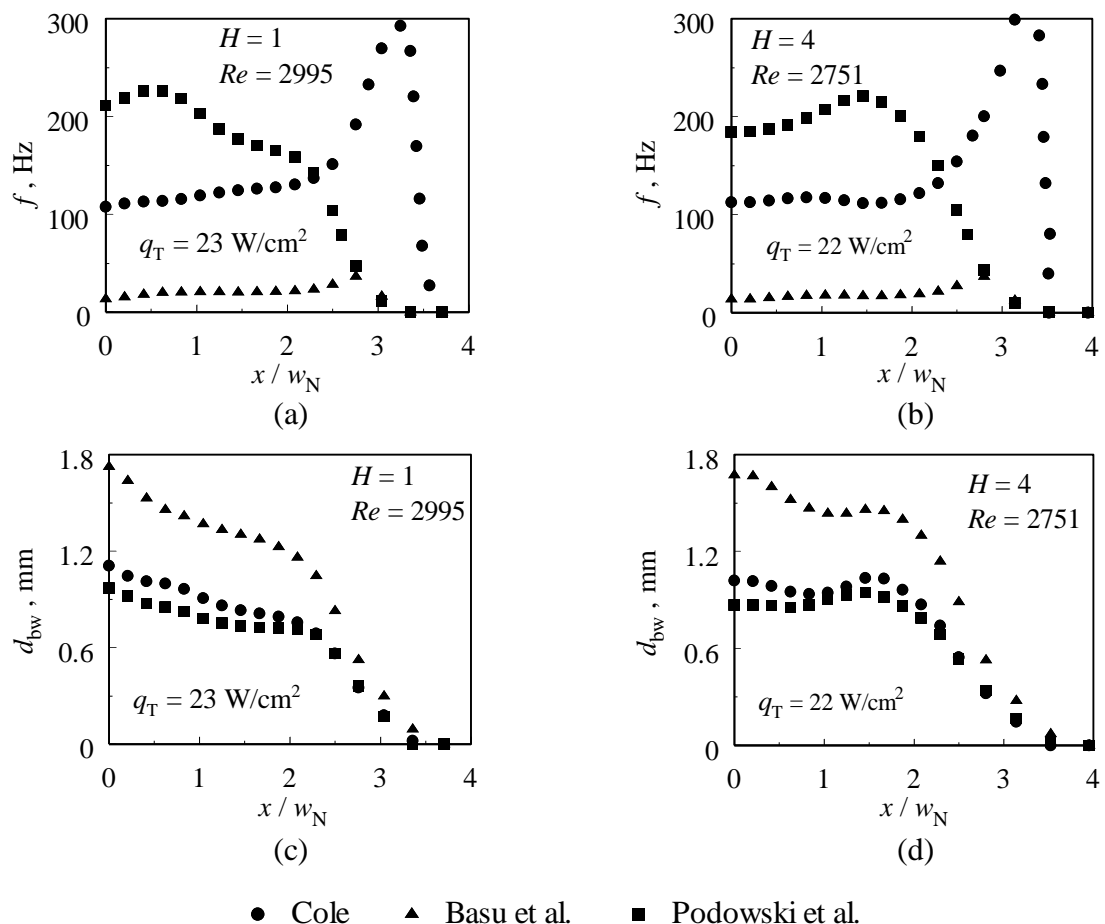 300
200
100
0
f , Hz
H = 1
Re = 2995
q_T = 23 W/cm²
0 1 2 3 4
x / w_N
(a)
300
200
100
0
f , Hz
H = 4
Re = 2751
q_T = 22 W/cm²
0 1 2 3 4
x / w_N
(b)
1.8
1.2
0.6
0
d_bw , mm
H = 1
Re = 2995
q_T = 23 W/cm²
0 1 2 3 4
x / w_N
(c)
1.8
1.2
0.6
0
d_bw , mm
H = 4
Re = 2751
q_T = 22 W/cm²
0 1 2 3 4
x / w_N
(d)
Cole Basu et al. Podowski et al.